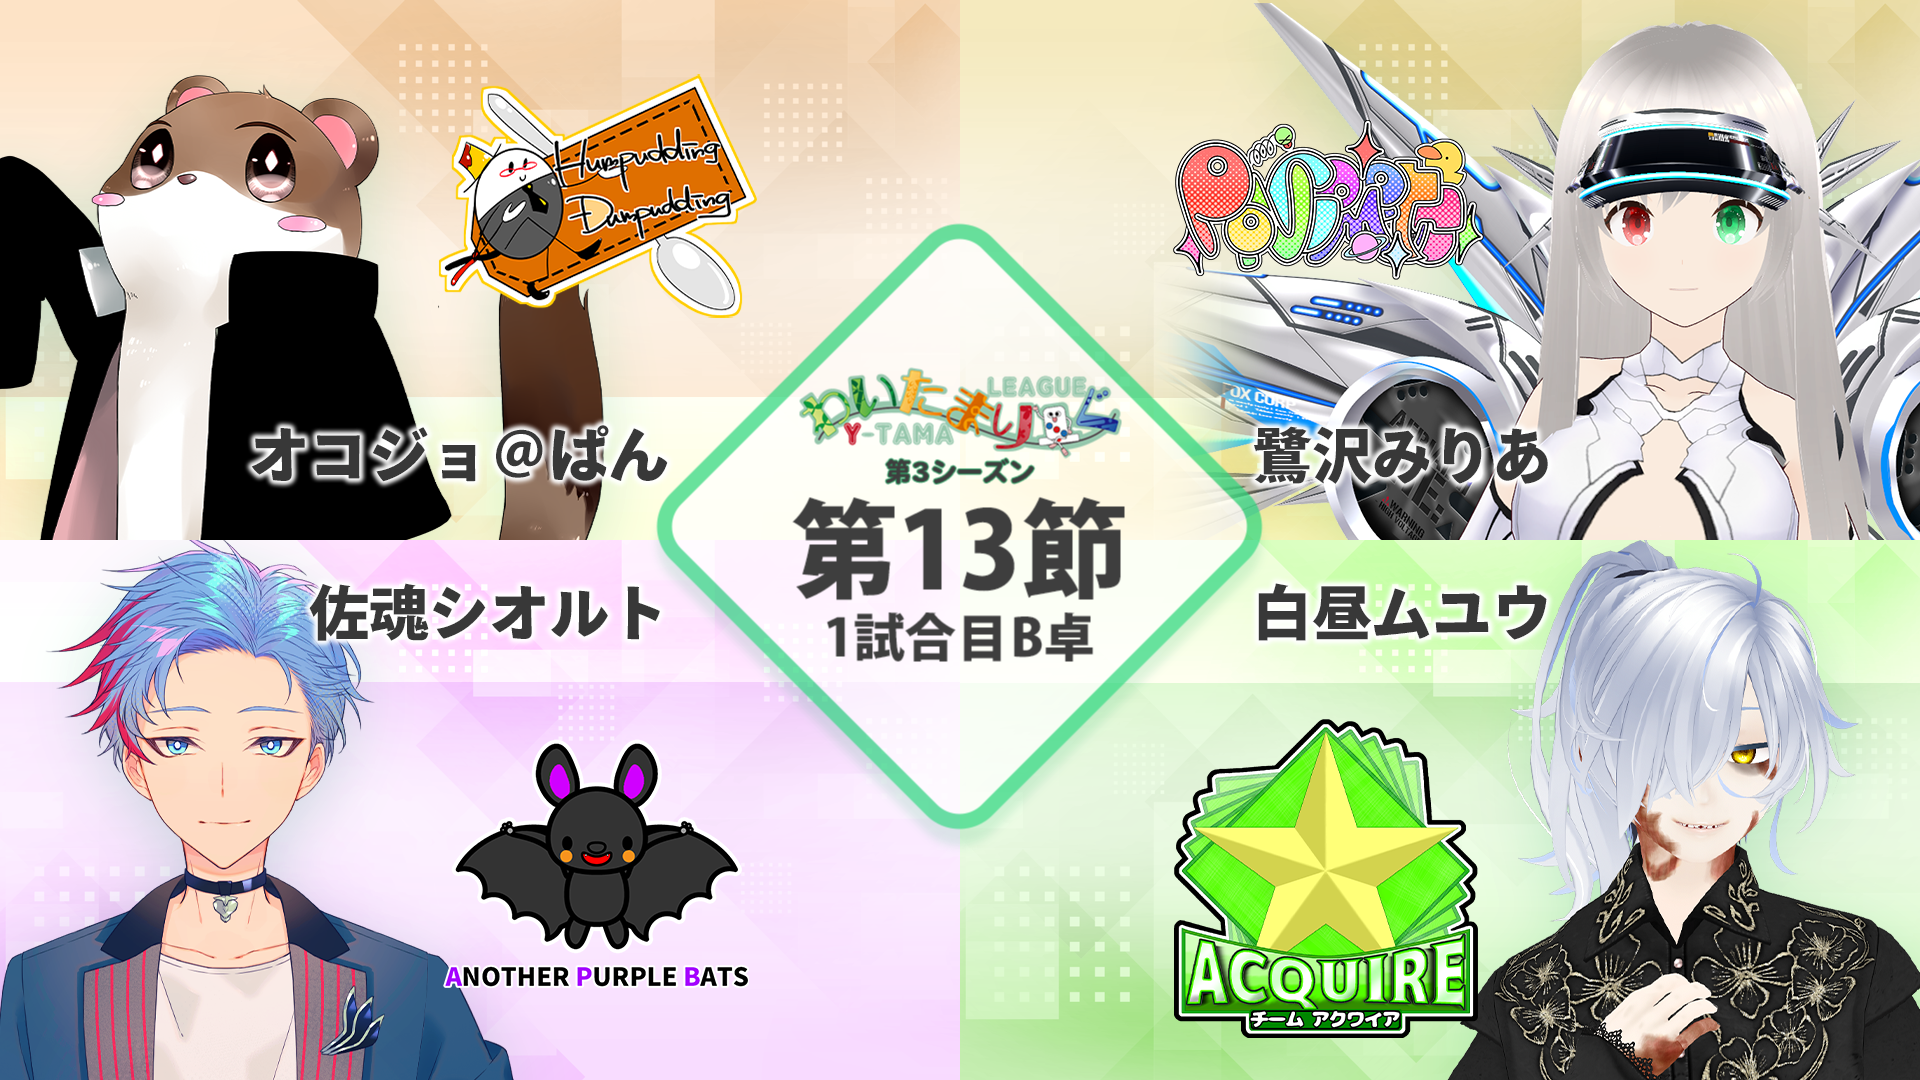 Humpudding
Dumpudding
オコジョ＠ぱん
鷺沢みりあ
わいたまりーぐ
LEAGUE
Y-TAMA
第3シーズン
第13節
1試合目B卓
佐魂シオルト
ANOTHER PURPLE BATS
白昼ムユウ
ACQUIRE
チーム アクワイア
WARNING